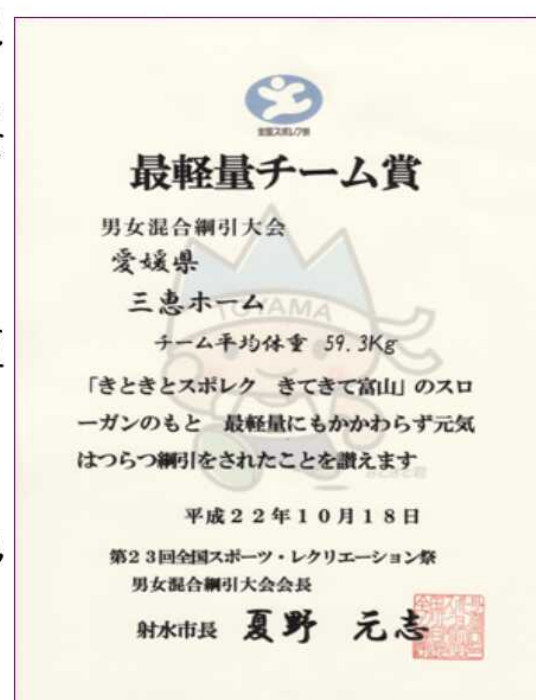 全国スポレク祭
最軽量チーム賞
男女混合綱引大会
愛媛県
三恵ホーム
チーム平均体重 59.3Kg
TOYAMA
「きときとスポレク きてきて富山」のスロ
ーガンのもと 最軽量にもかかわらず元気
はつらつ綱引をされたことを讃えます
平成22年10月18日
第23回全国スポーツ・レクリエーション祭
男女混合綱引大会会長
射水市長 夏野 元志